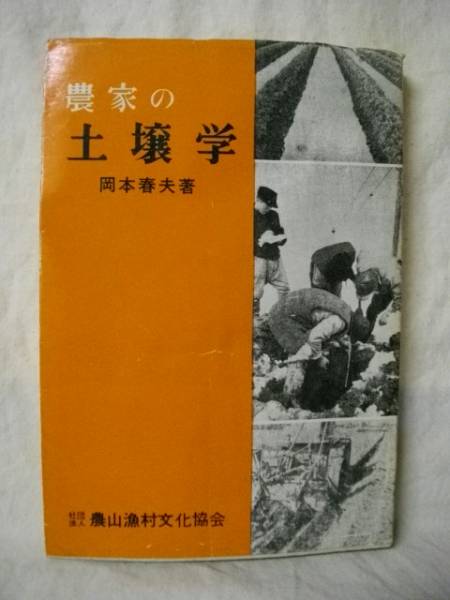 農家の
土壌学
岡本春夫著
社団法人 農山漁村文化協会